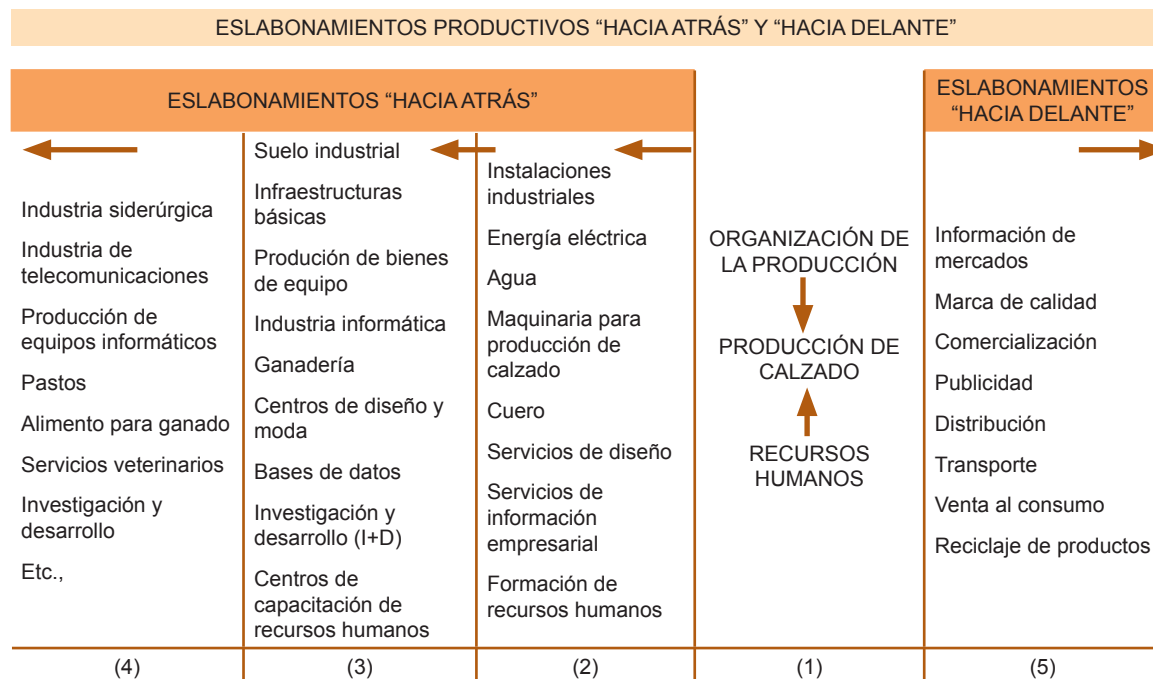 ESLABONAMIENTOS PRODUCTIVOS “HACIA ATRÁS” Y “HACIA DELANTE”
ESLABONAMIENTOS “HACIA ATRÁS”
ESLABONAMIENTOS
“HACIA DELANTE”
Industria siderúrgica
Industria de
telecomunicaciones
Producción de
equipos informáticos
Pastos
Alimento para ganado
Servicios veterinarios
Investigación y
desarrollo
Etc.,
(4)
Suelo industrial
Infraestructuras
básicas
Produción de bienes
de equipo
Industria informática
Ganadería
Centros de diseño y
moda
Bases de datos
Investigación y
desarrollo (I+D)
Centros de
capacitación de
recursos humanos
(3)
Instalaciones
industriales
Energía eléctrica
Agua
Maquinaria para
producción de
calzado
Cuero
Servicios de diseño
Servicios de
información
empresarial
Formación de
recursos humanos
(2)
ORGANIZACIÓN DE
LA PRODUCCIÓN
PRODUCCIÓN DE
CALZADO
RECURSOS
HUMANOS
(1)
Información de
mercados
Marca de calidad
Comercialización
Publicidad
Distribución
Transporte
Venta al consumo
Reciclaje de productos
(5)